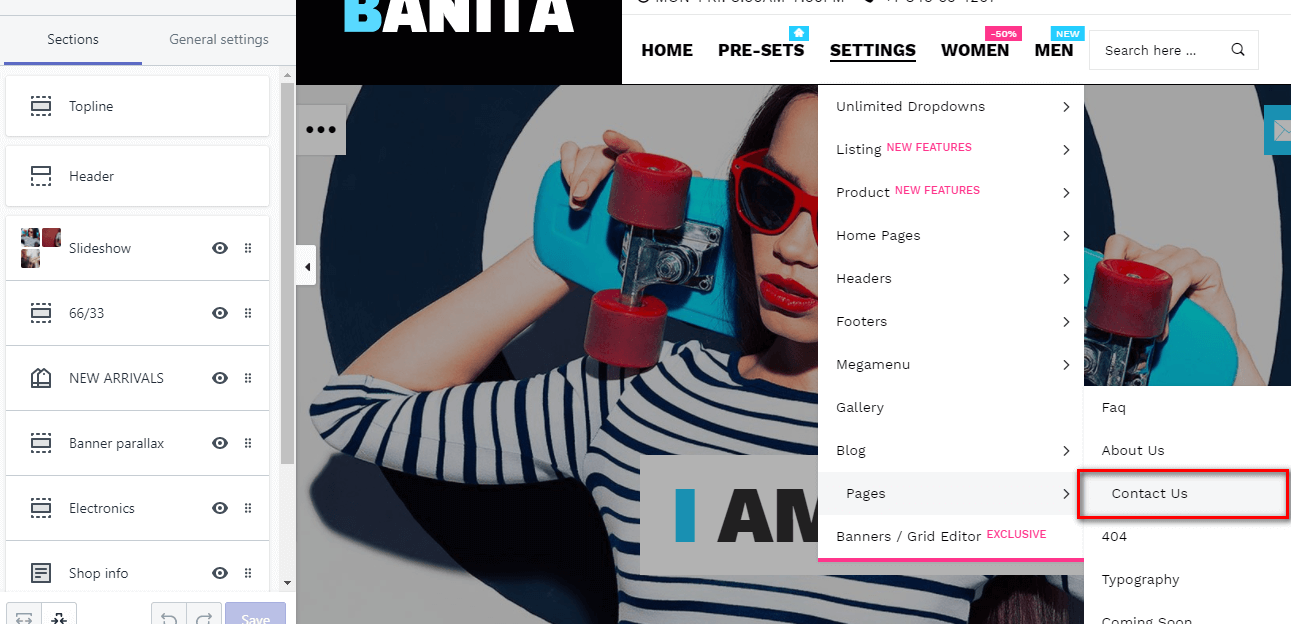 Sections
General settings
Topline
Header
Slideshow
66/33
NEW ARRIVALS
Banner parallax
Electronics
Shop info
Save
BANITA
HOME
PRE-SETS
SETTINGS
-50%
WOMEN
NEW
MEN
Search here ...
Unlimited Dropdowns
Listing NEW FEATURES
Product NEW FEATURES
Home Pages
Headers
Footers
Megamenu
Gallery
Blog
Pages
Banners / Grid Editor EXCLUSIVE
Faq
About Us
Contact Us
404
Typography
Coming Soon
I AM